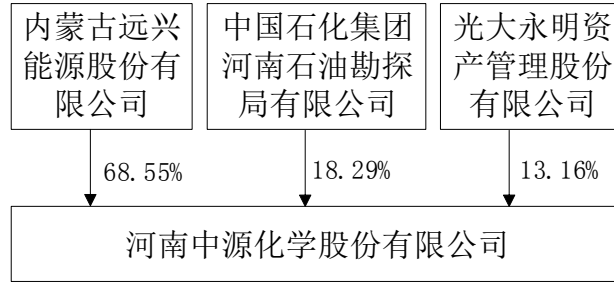 内蒙古远兴
能源股份有
限公司
中国石化集团
河南石油勘探
局有限公司
光大永明资
产管理股份
有限公司
68.55%
18.29%
13.16%
河南中源化学股份有限公司